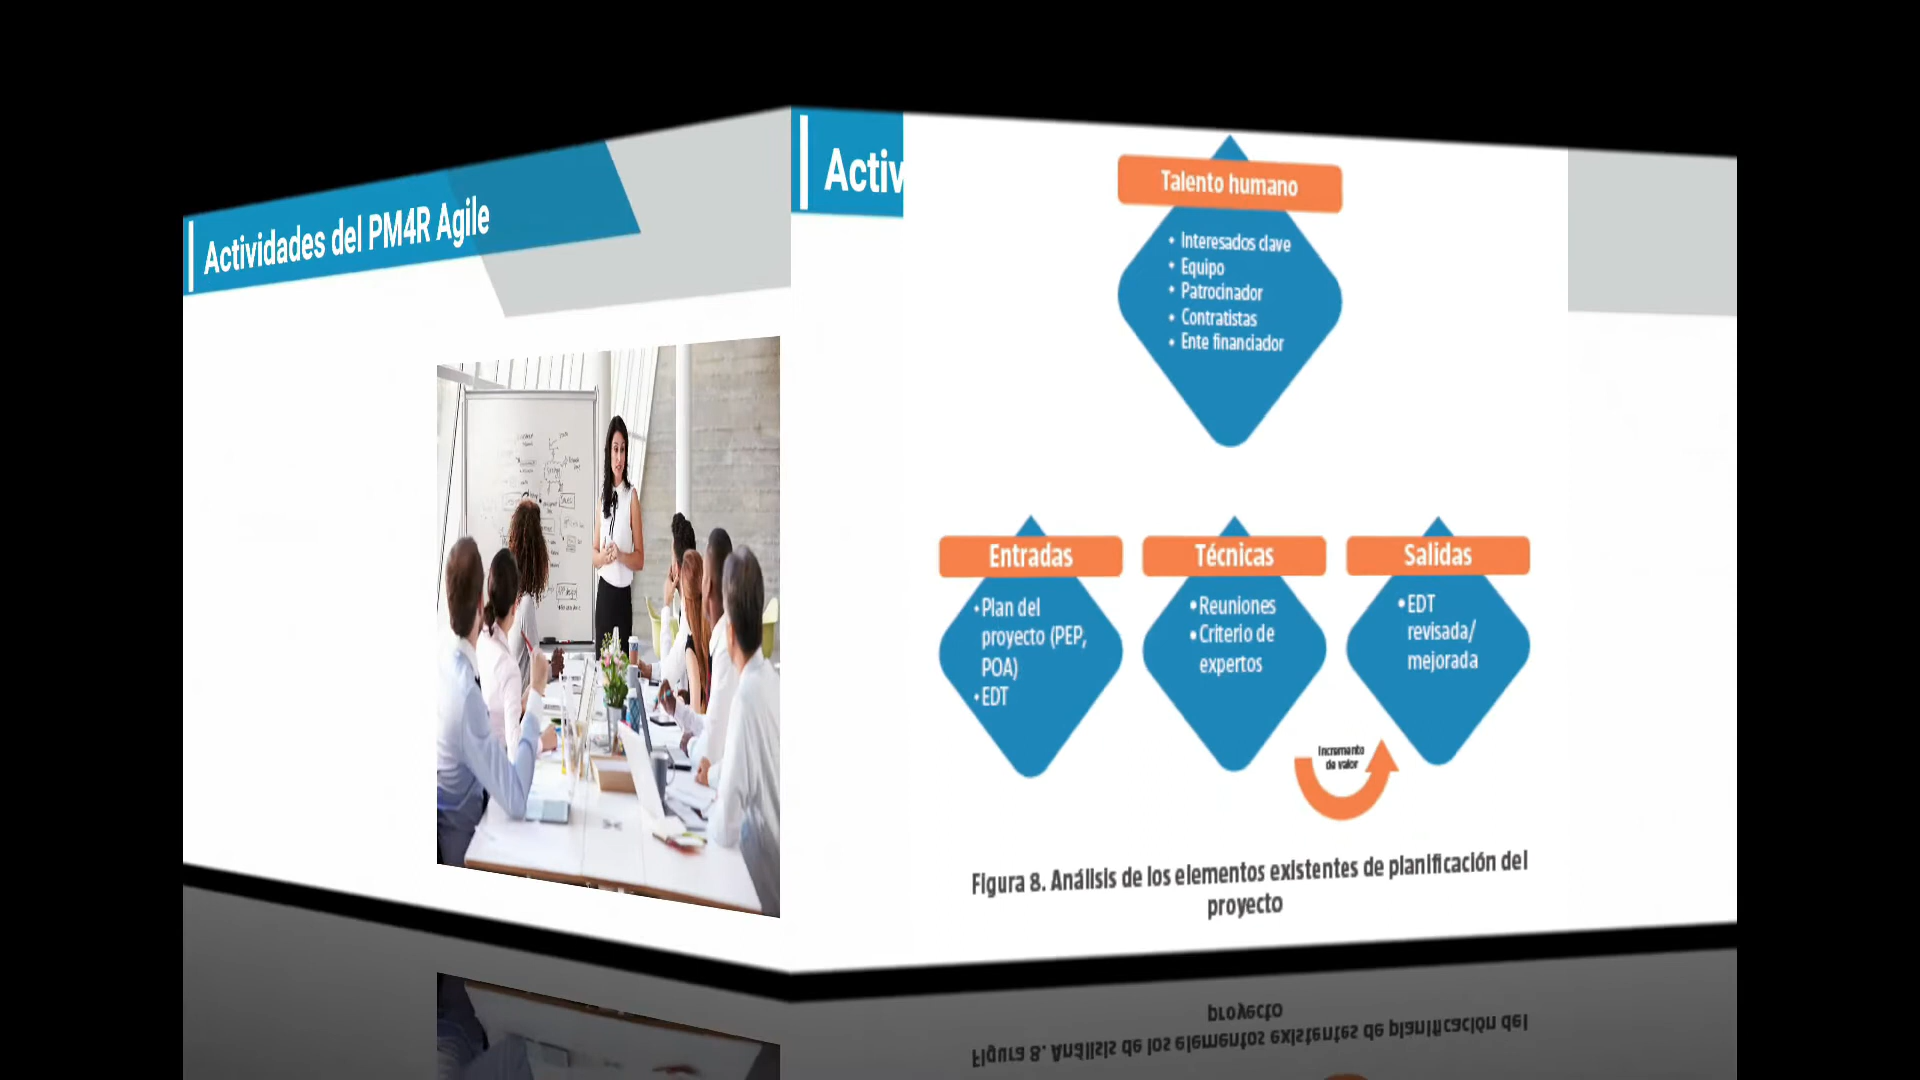 Actividades del PM4R Agile
Activ
Talento humano
• Interesados clave
• Equipo
• Patrocinador
• Contratistas
• Ente financiador
Entradas
• Plan del
proyecto (PEP,
POA)
• EDT
Técnicas
• Reuniones
• Criterio de
expertos
Salidas
• EDT
revisada/
mejorada
Incremento
de valor
Figura 8. Análisis de los elementos existentes de planificación del
proyecto